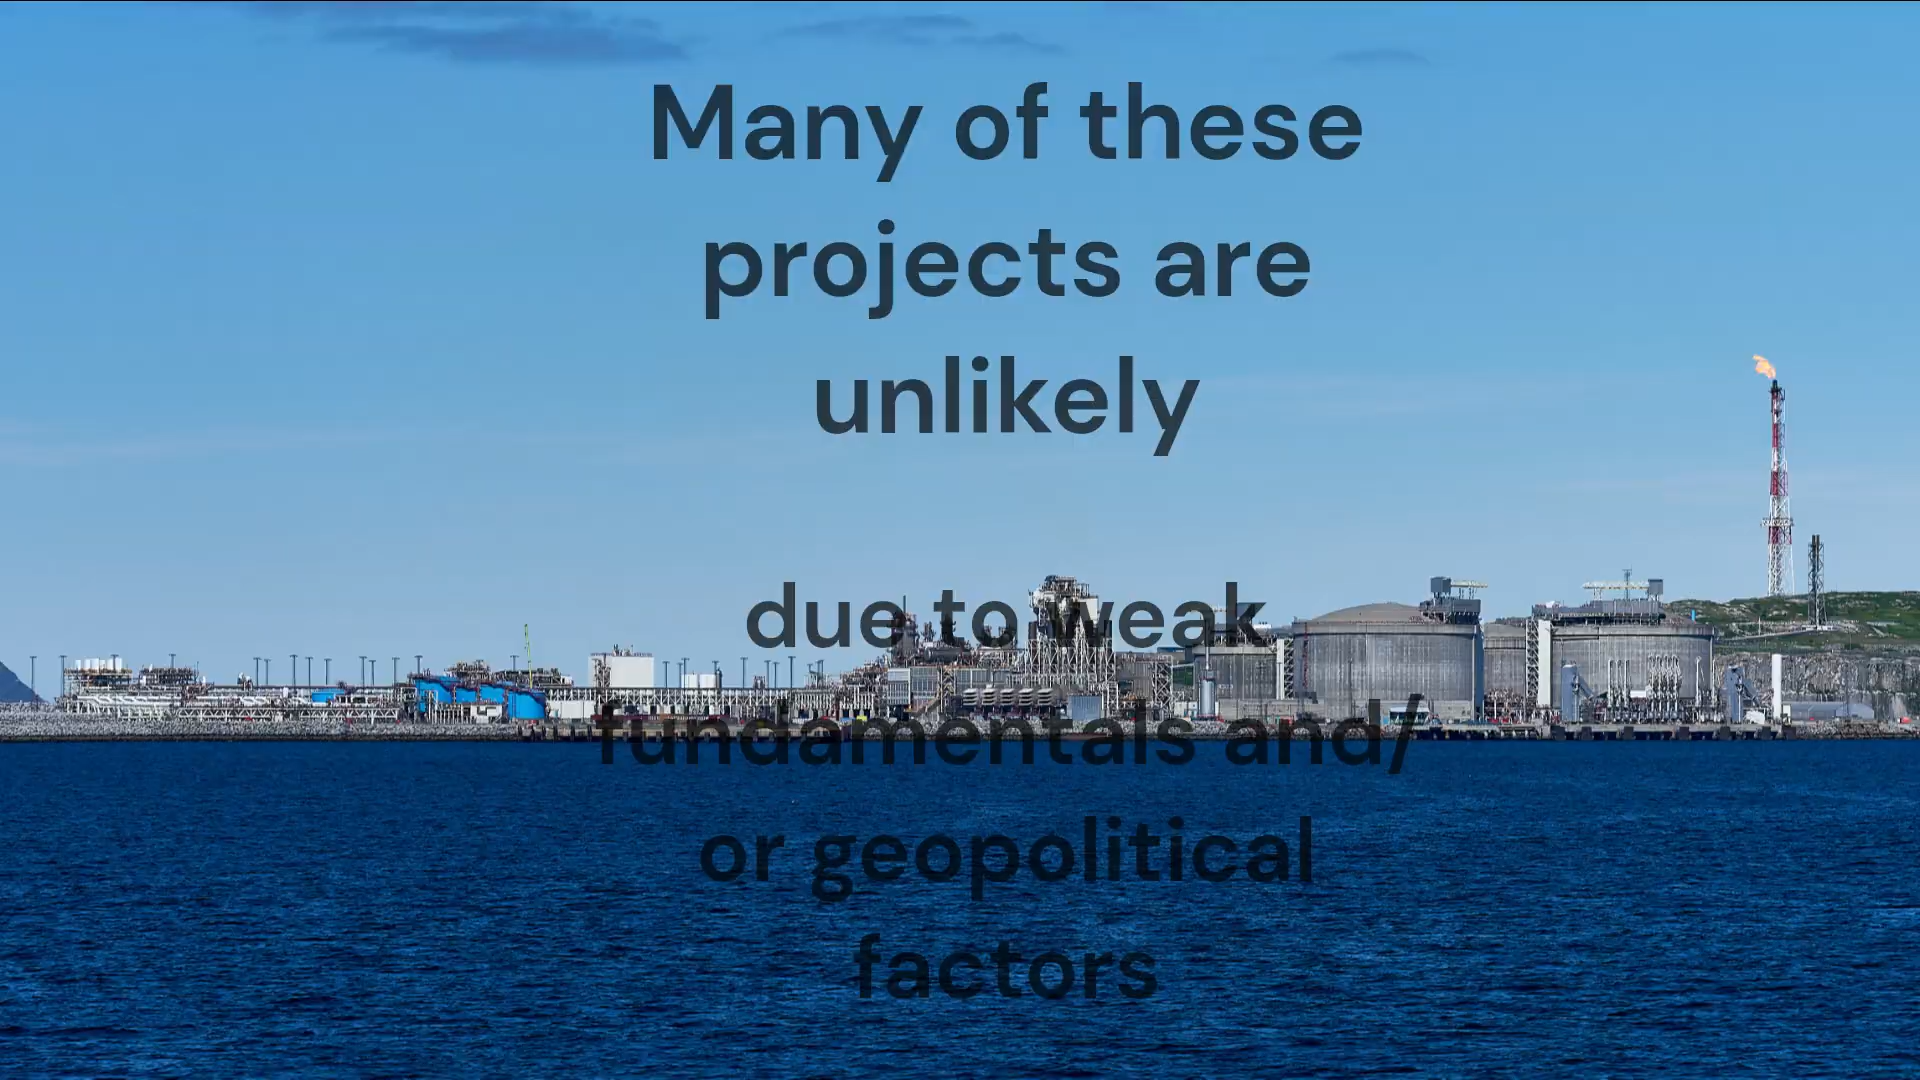 Many of these
projects are
unlikely
due to weak
fundamentals and/
or geopolitical
factors